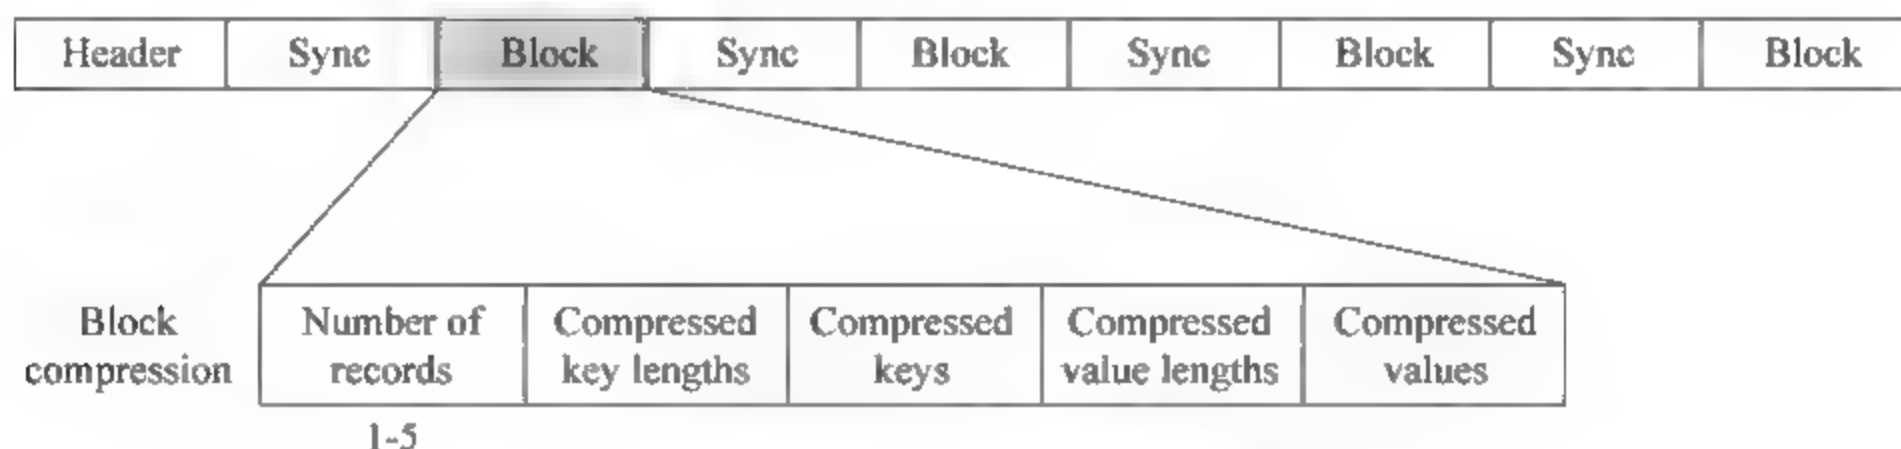 Header Sync Block Sync Block Sync Block Sync Block
Block compression
Number of records
Compressed key lengths
Compressed keys
Compressed value lengths
Compressed values
1-5